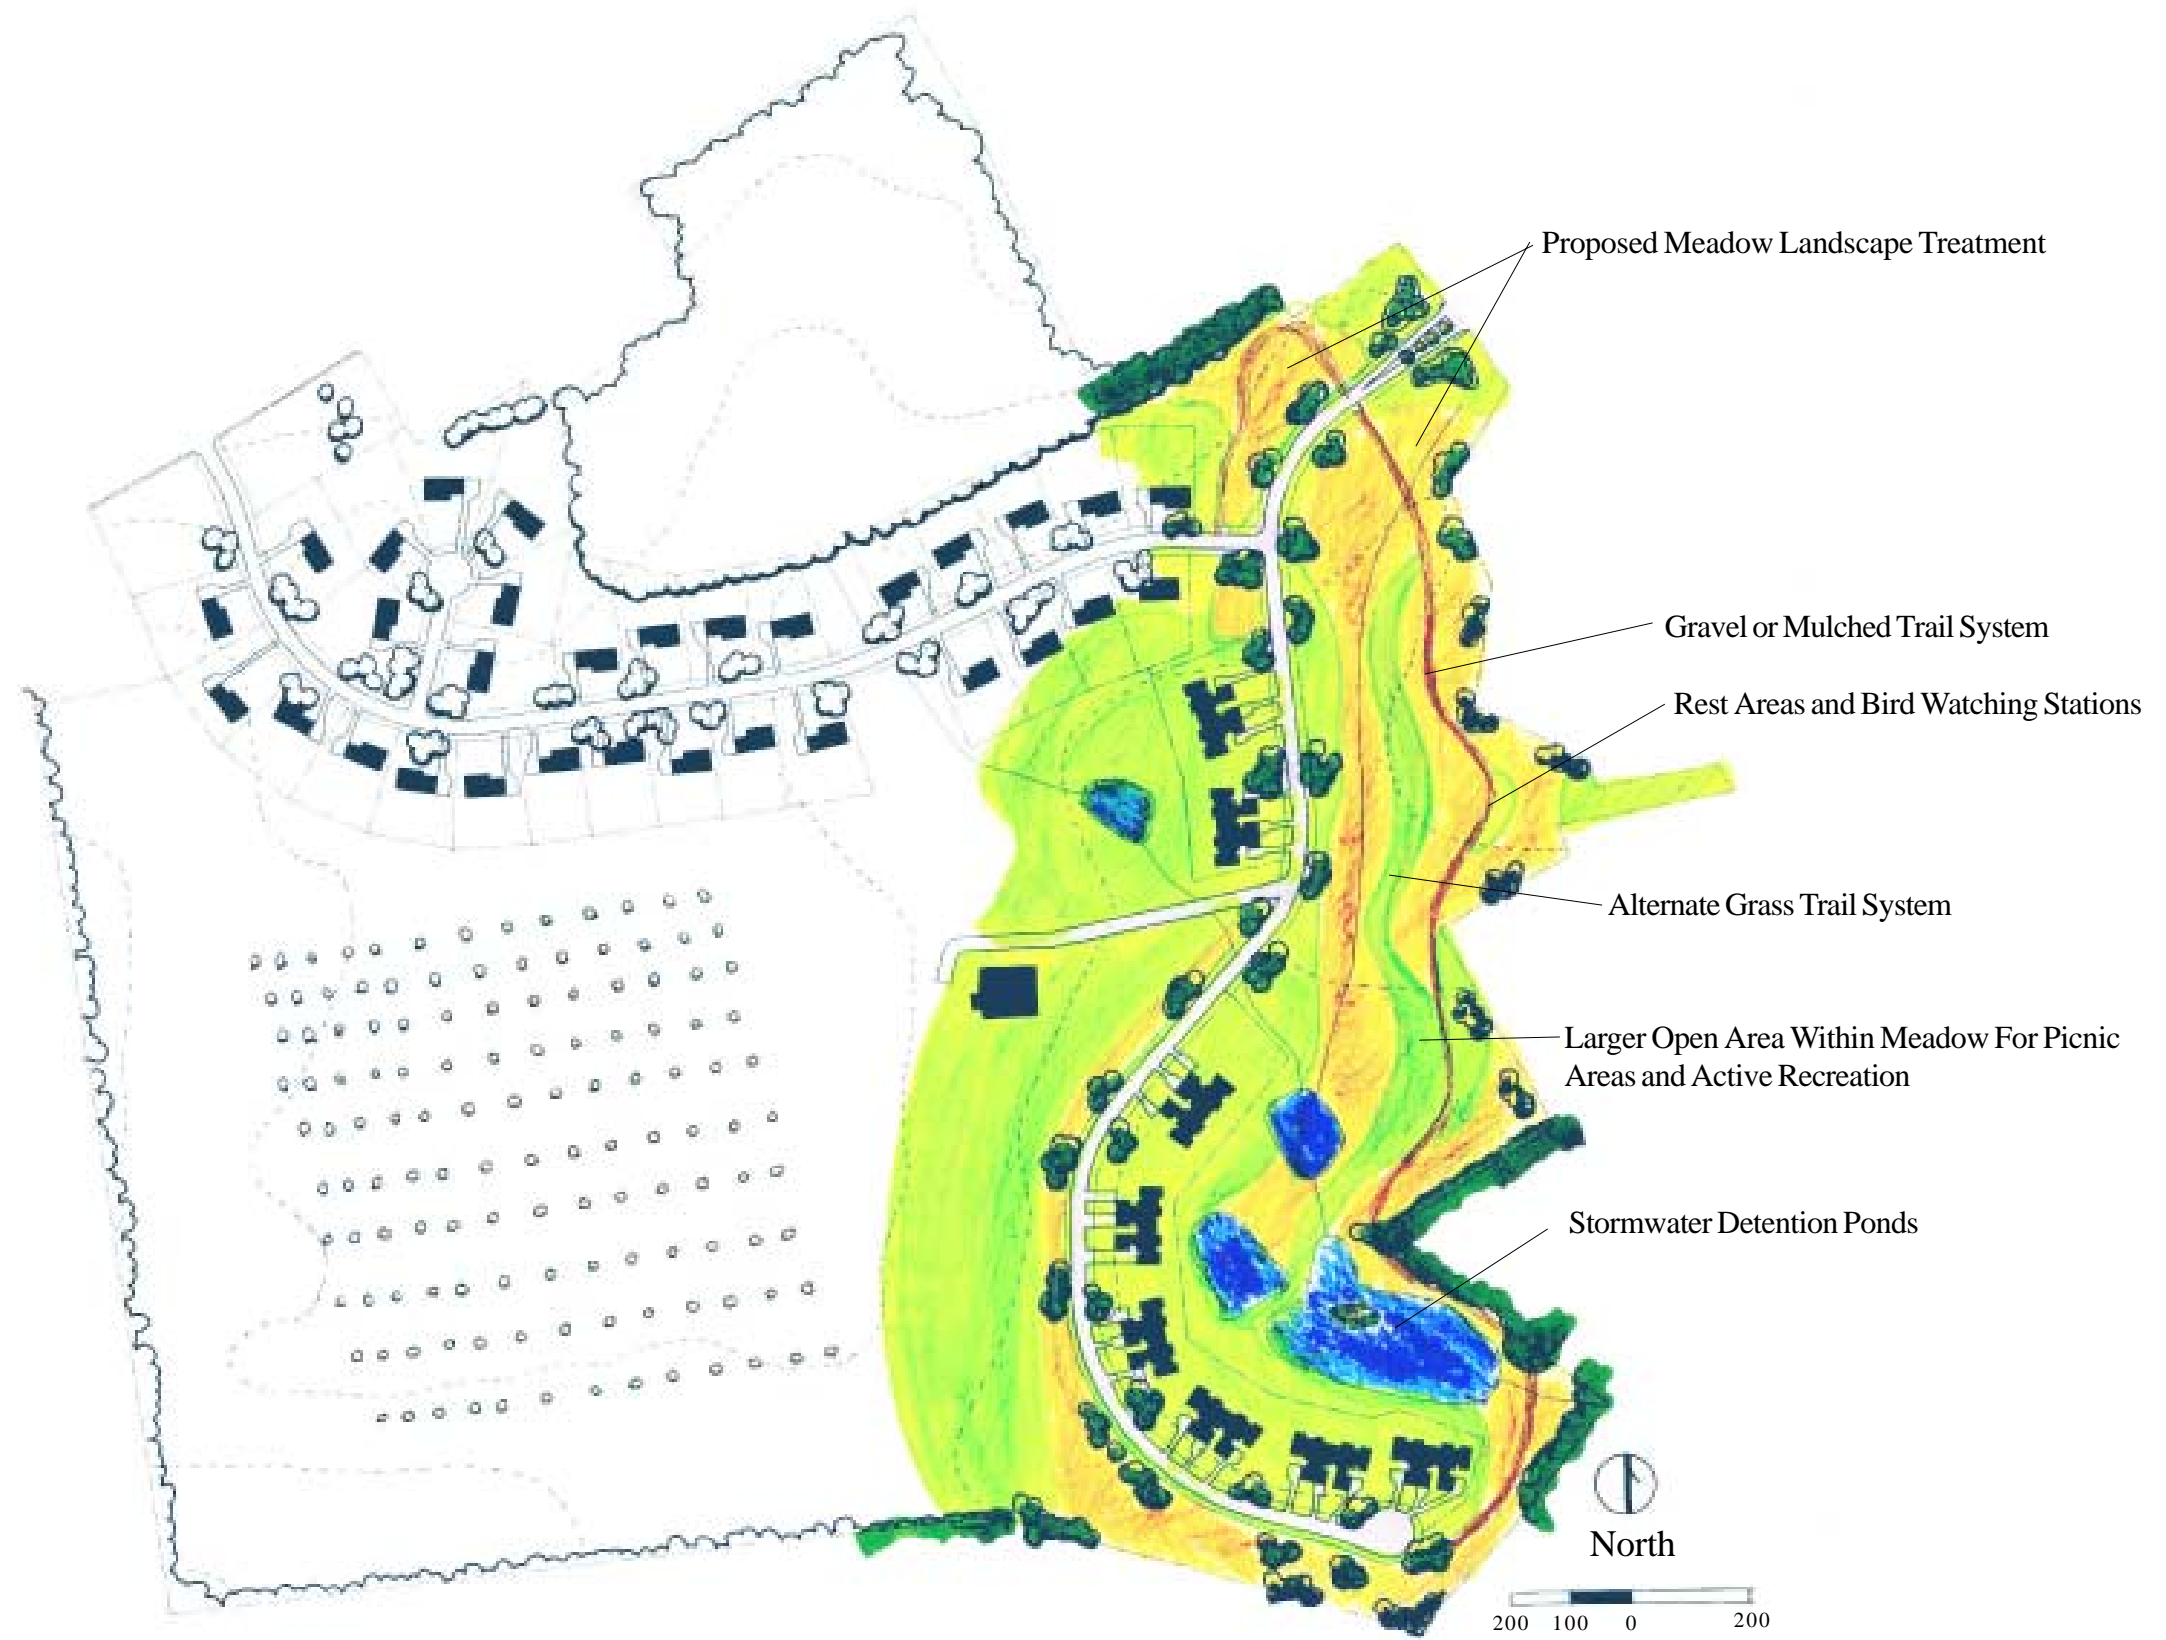 Proposed Meadow Landscape Treatment
Gravel or Mulched Trail System
Rest Areas and Bird Watching Stations
Alternate Grass Trail System
Larger Open Area Within Meadow For Picnic
Areas and Active Recreation
Stormwater Detention Ponds
North
200 100 0 200